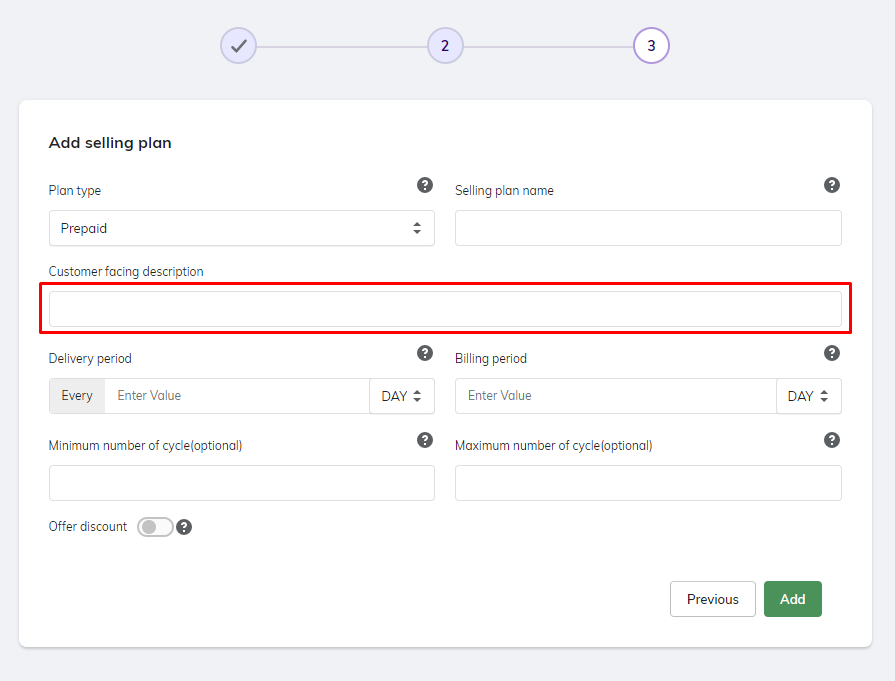 2
3
Add selling plan
Plan type ?
Selling plan name ?
Prepaid
Customer facing description
Delivery period ?
Billing period ?
Every Enter Value DAY
Enter Value DAY
Minimum number of cycle(optional) ?
Maximum number of cycle(optional) ?
Offer discount ?
Previous Add